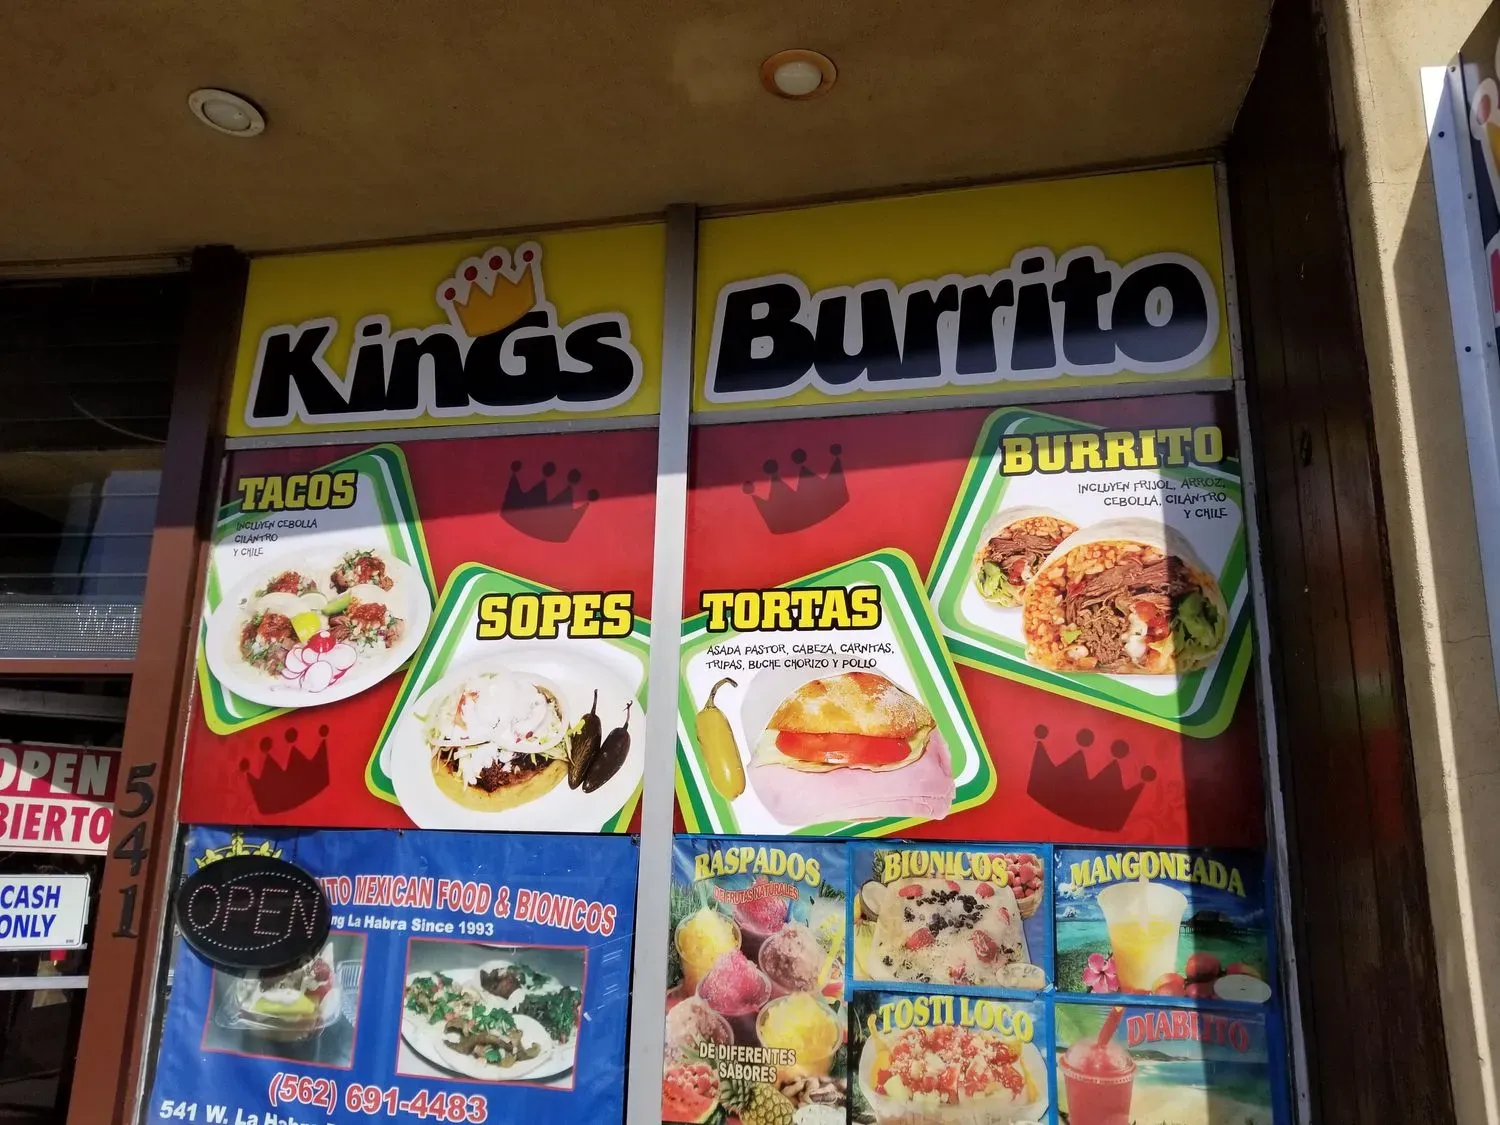 Kings Burrito
TACOS
INCLUYEN CEBOLLA
CILANTRO
Y CHILE
SOPES
TORTAS
ASADA PASTOR, CABEZA, CARNITAS,
TRIPAS, BUCHE CHORIZO Y POLLO
BURRITO
INCLUYEN FRIJOL, ARROZ,
CEBOLLA, CILANTRO
Y CHILE
OPEN
541
CASH
ONLY
OPEN
MEXICAN FOOD & BIONICOS
La Habra Since 1993
(562) 691-4483
541 W. La
RASPADOS
DE FRUTAS NATURALES
DE DIFERENTES
SABORES
BIONICOS
MANGONEADA
TOSTI LOCO
DIABLITO